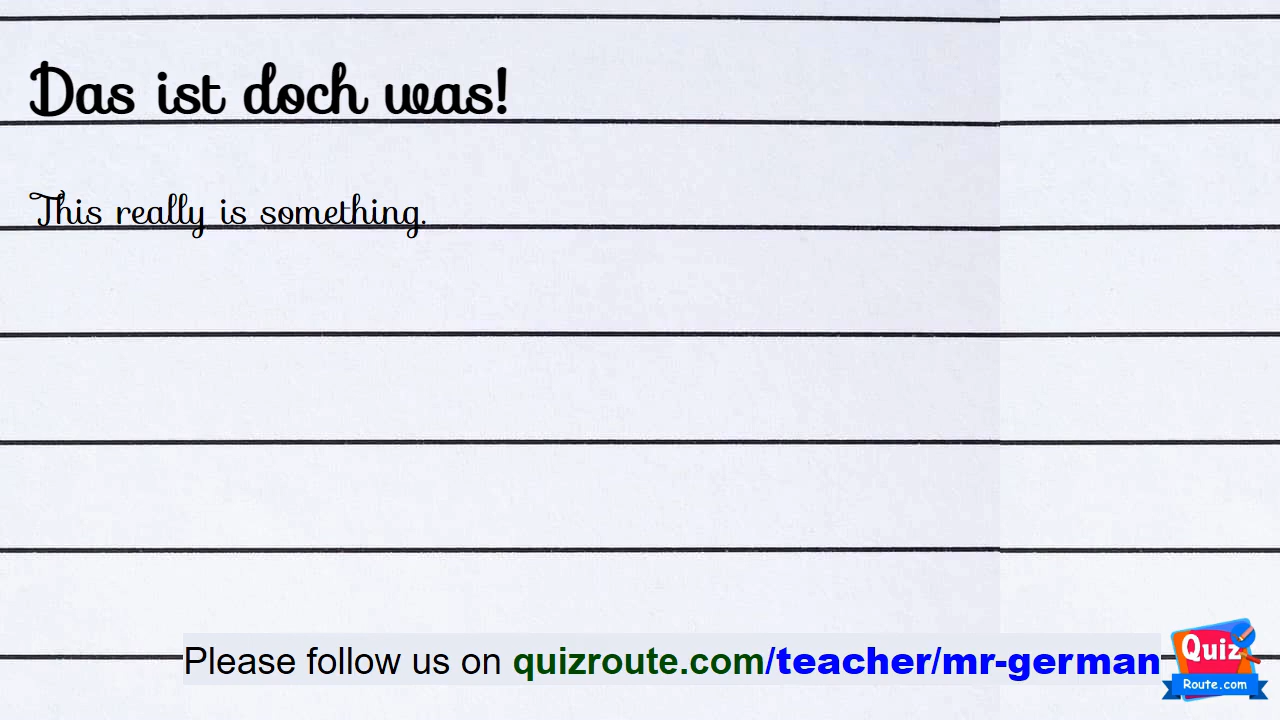 Das ist doch was!
This really is something.
Please follow us on quizroute.com/teacher/mr-german
Quiz
Route.com